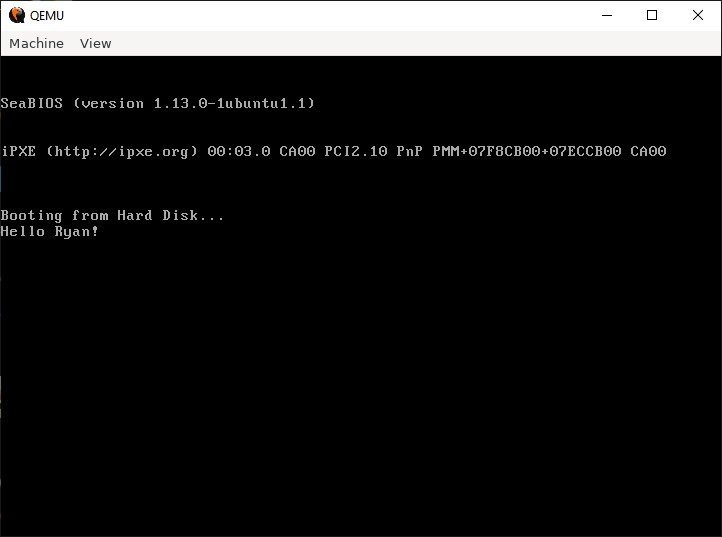 QEMU
Machine View
SeaBIOS (version 1.13.0-1ubuntu1.1)
iPXE (http://ipxe.org) 00:03.0 CA00 PCI2.10 PnP PMM+07F8CB00+07ECCB00 CA00
Booting from Hard Disk...
Hello Ryan!